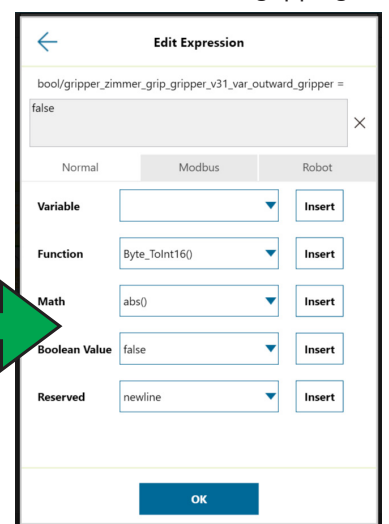 Edit Expression
bool/gripper_zimmer_grip_gripper_v31_var_outward_gripper =
false
Normal Modbus Robot
Variable Insert
Function Byte_ToInt16() Insert
Math abs() Insert
Boolean Value false Insert
Reserved newline Insert
OK